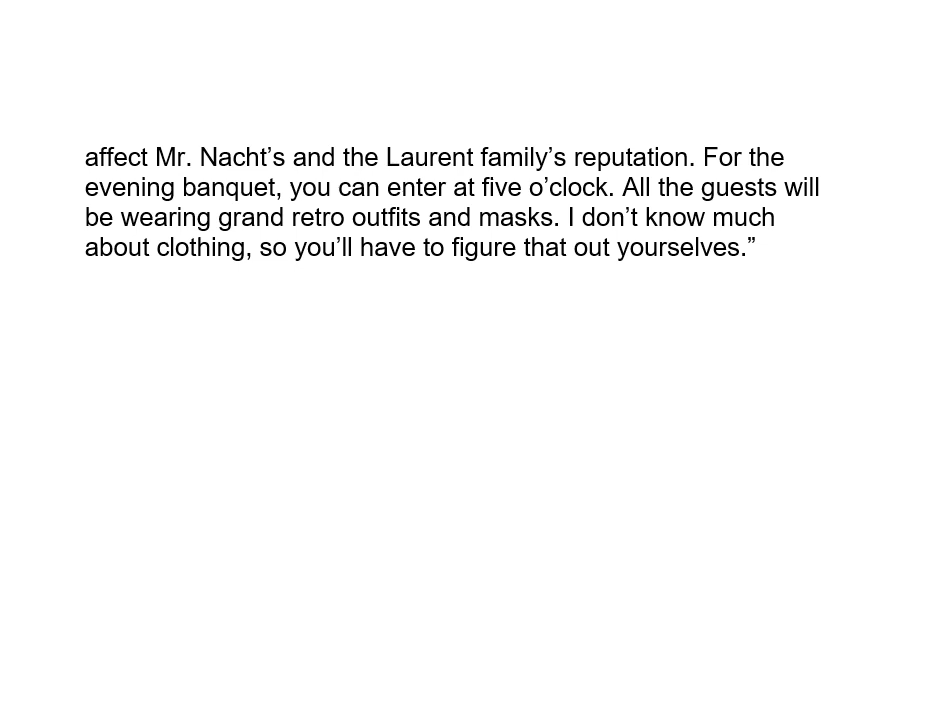 affect Mr. Nacht’s and the Laurent family’s reputation. For the
evening banquet, you can enter at five o’clock. All the guests will
be wearing grand retro outfits and masks. I don’t know much
about clothing, so you’ll have to figure that out yourselves.”